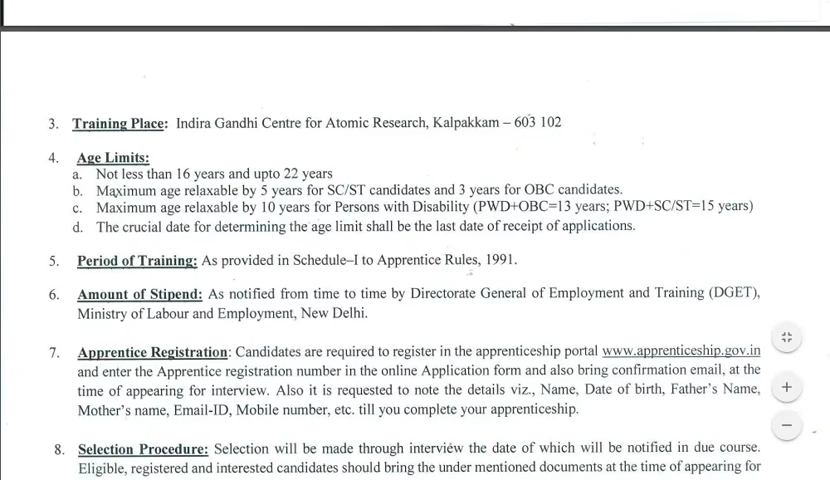 3. Training Place: Indira Gandhi Centre for Atomic Research, Kalpakkam – 603 102
4. Age Limits:
a. Not less than 16 years and upto 22 years
b. Maximum age relaxable by 5 years for SC/ST candidates and 3 years for OBC candidates.
c. Maximum age relaxable by 10 years for Persons with Disability (PWD+OBC=13 years; PWD+SC/ST=15 years)
d. The crucial date for determining the age limit shall be the last date of receipt of applications.
5. Period of Training: As provided in Schedule–I to Apprentice Rules, 1991.
6. Amount of Stipend: As notified from time to time by Directorate General of Employment and Training (DGET),
Ministry of Labour and Employment, New Delhi.
7. Apprentice Registration: Candidates are required to register in the apprenticeship portal www.apprenticeship.gov.in
and enter the Apprentice registration number in the online Application form and also bring confirmation email, at the
time of appearing for interview. Also it is requested to note the details viz., Name, Date of birth, Father's Name,
Mother's name, Email-ID, Mobile number, etc. till you complete your apprenticeship.
8. Selection Procedure: Selection will be made through interview the date of which will be notified in due course.
Eligible, registered and interested candidates should bring the under mentioned documents at the time of appearing for